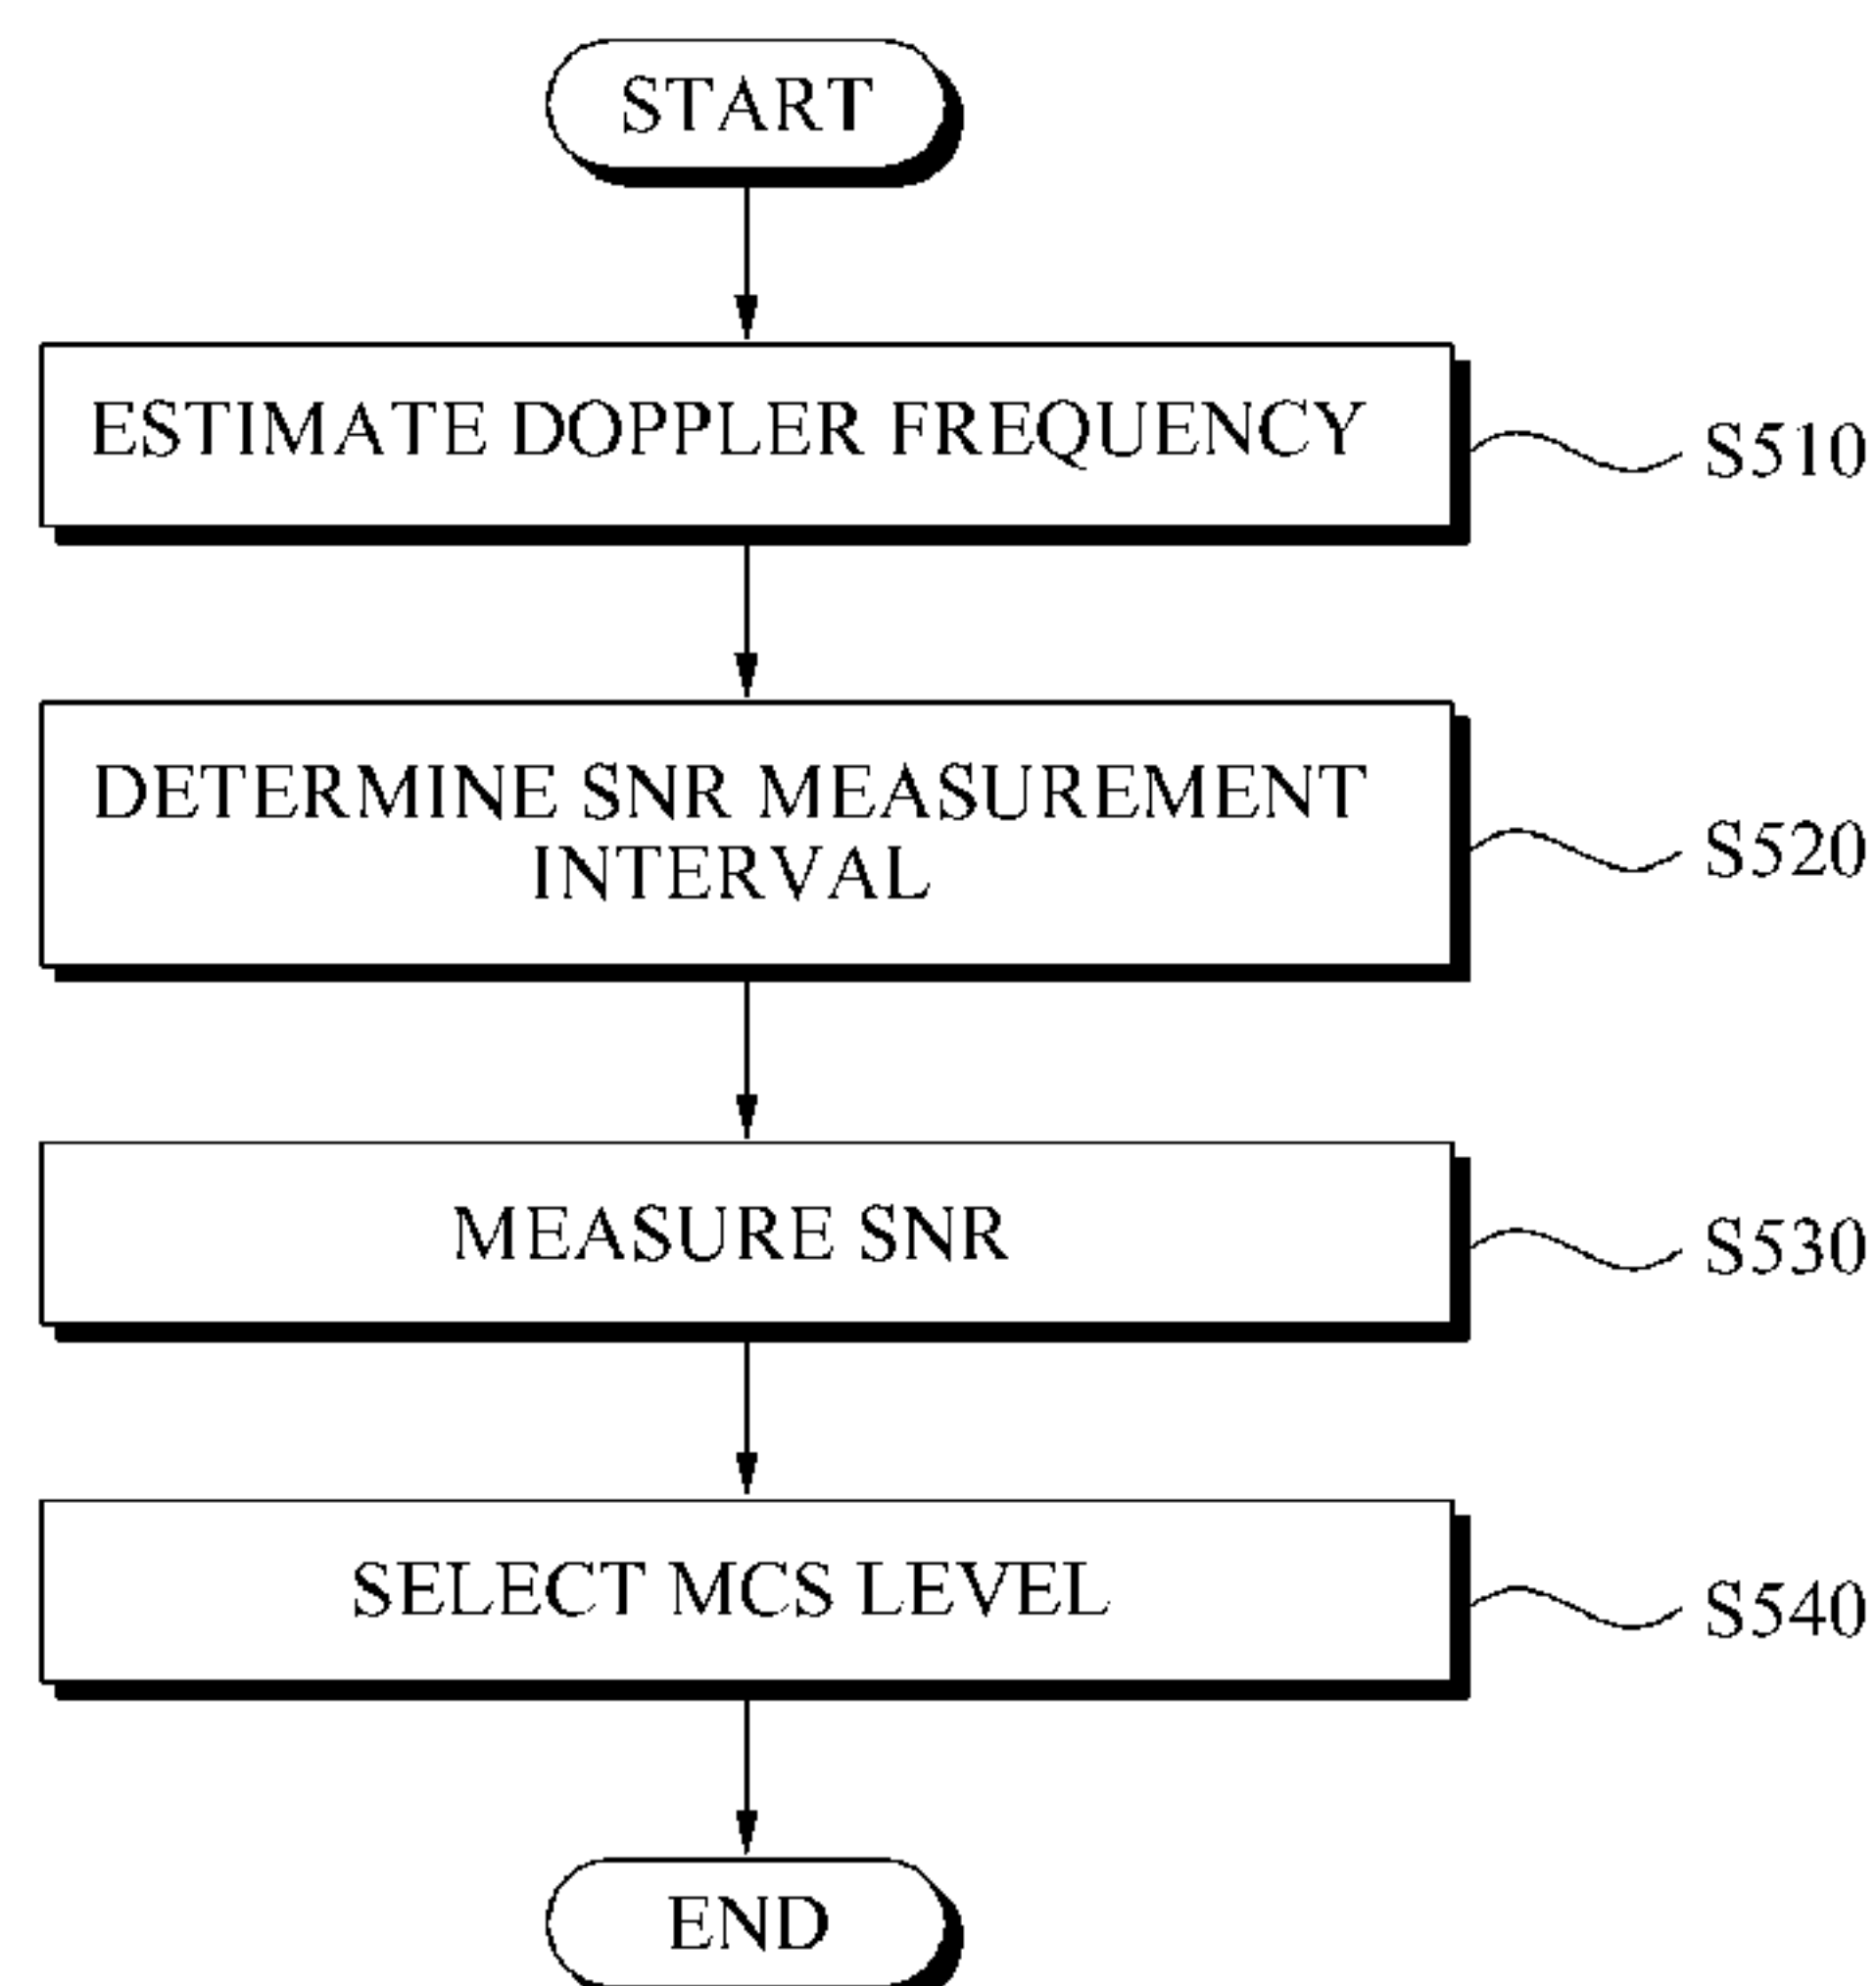 START
ESTIMATE DOPPLER FREQUENCY
S510
DETERMINE SNR MEASUREMENT
INTERVAL
S520
MEASURE SNR
S530
SELECT MCS LEVEL
S540
END